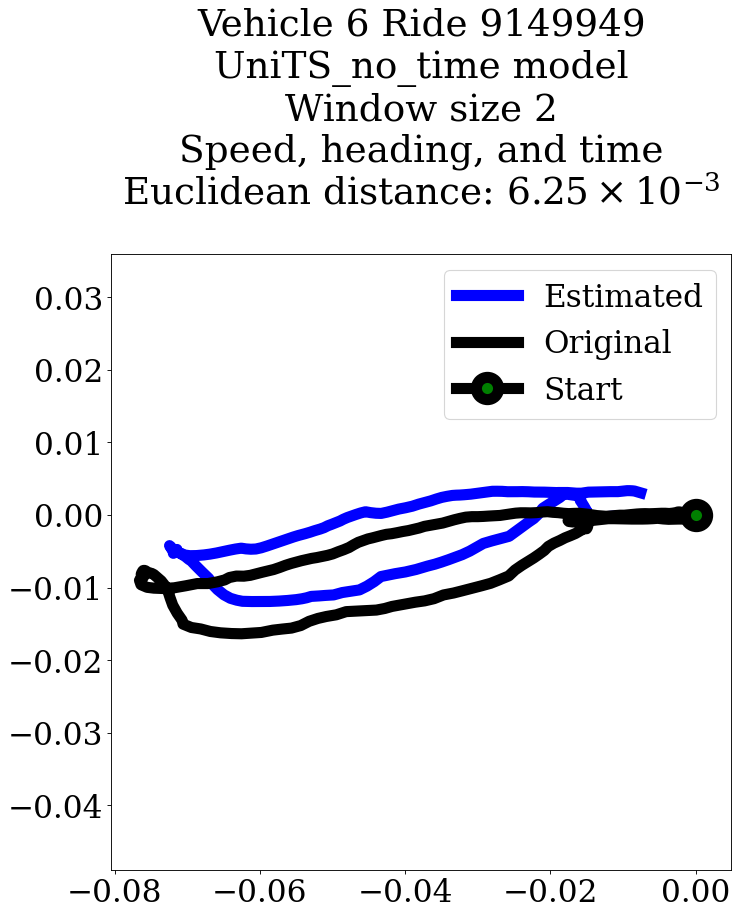 Vehicle 6 Ride 9149949
UniTS_no_time model
Window size 2
Speed, heading, and time
Euclidean distance: 6.25 × 10⁻³
Estimated
Original
Start
0.03
0.02
0.01
0.00
−0.01
−0.02
−0.03
−0.04
−0.08 −0.06 −0.04 −0.02 0.00